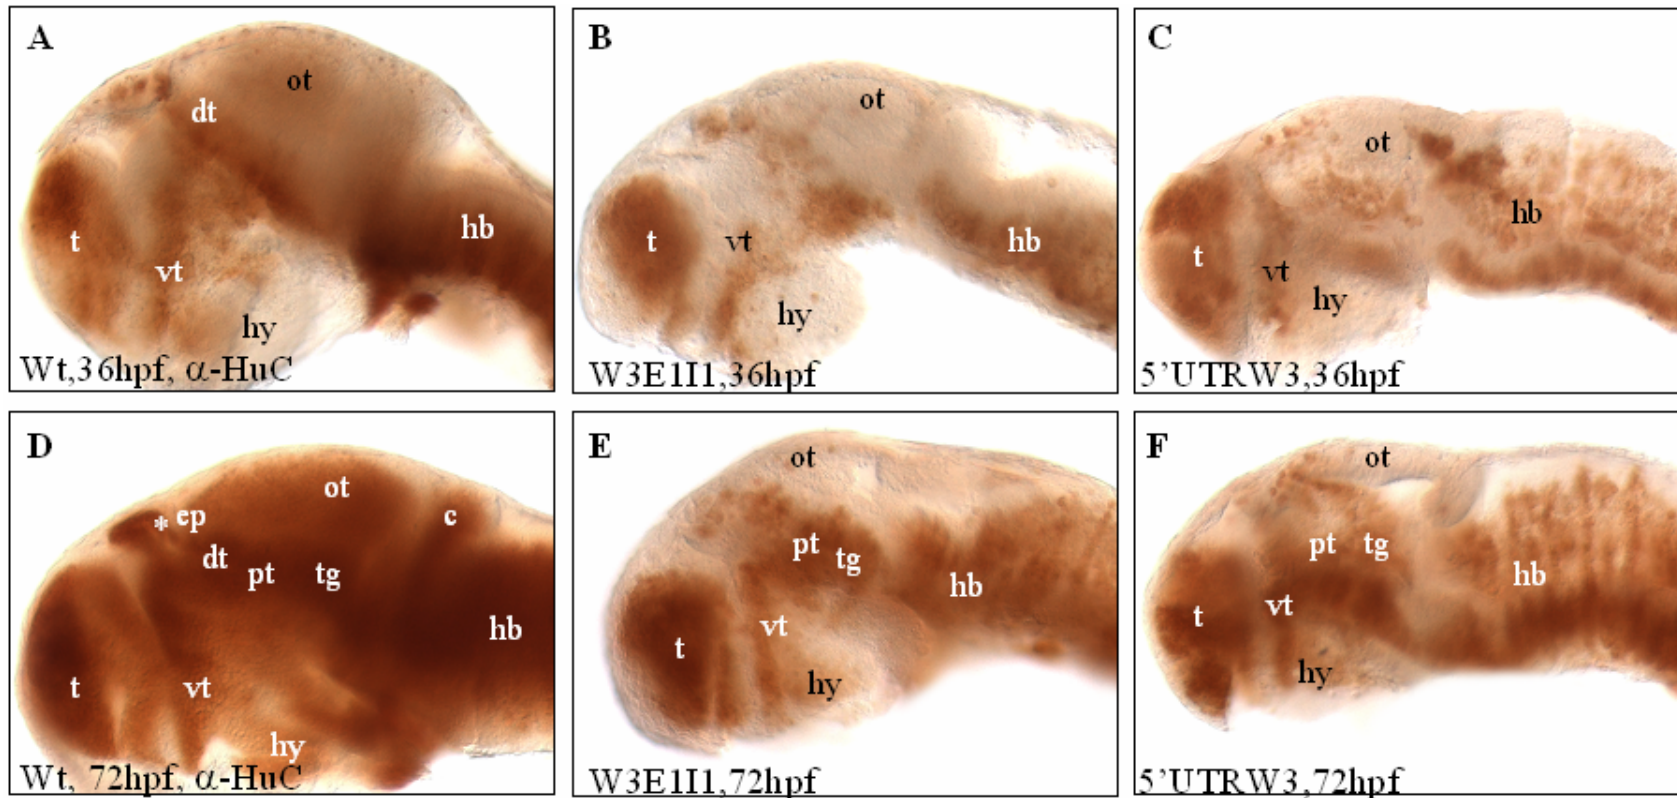 A
ot
dt
t
vt
hb
hy
Wt,36hpf, α-HuC
B
ot
t
vt
hb
hy
W3E1I1,36hpf
C
ot
hb
t
vt
hy
5’UTRW3,36hpf
D
ot
* ep
c
dt
pt
tg
hb
t
vt
hy
Wt, 72hpf, α-HuC
E
ot
pt
tg
hb
vt
t
hy
W3E1I1,72hpf
F
ot
pt
tg
hb
vt
t
hy
5’UTRW3,72hpf